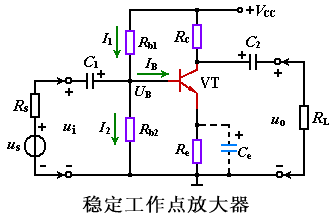 +VCC
I1
Rb1
Rc
C1
C2
IB
VT
UB
Rs
ui
I2
Rb2
uo
RL
us
Re
Ce
稳定工作点放大器